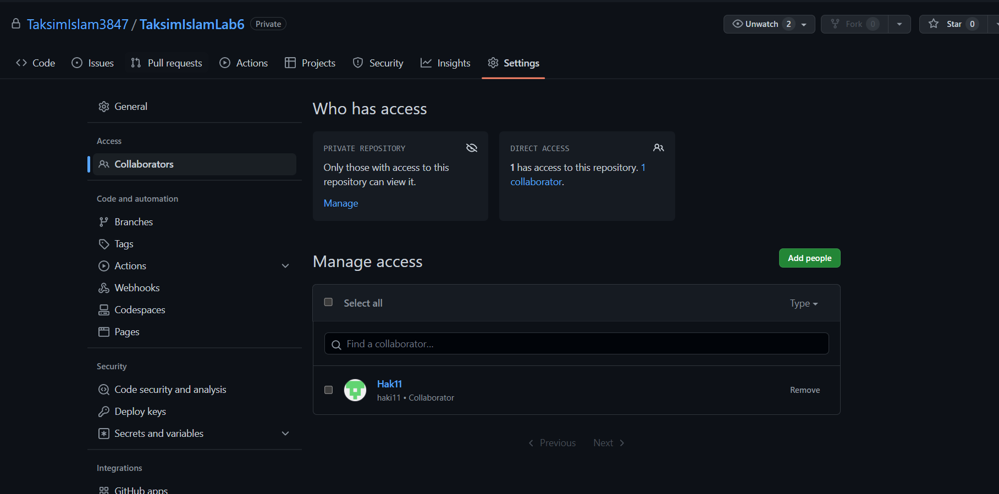 TaksimIslam3847 / TaksimIslamLab6 Private
Unwatch 2
Fork 0
Star 0
Code
Issues
Pull requests
Actions
Projects
Security
Insights
Settings
General
Access
Collaborators
Code and automation
Branches
Tags
Actions
Webhooks
Codespaces
Pages
Security
Code security and analysis
Deploy keys
Secrets and variables
Integrations
GitHub apps
Who has access
PRIVATE REPOSITORY
Only those with access to this
repository can view it.
Manage
DIRECT ACCESS
1 has access to this repository. 1
collaborator.
Manage access
Add people
Select all
Type
Find a collaborator...
Hak11
haki11 • Collaborator
Remove
Previous
Next